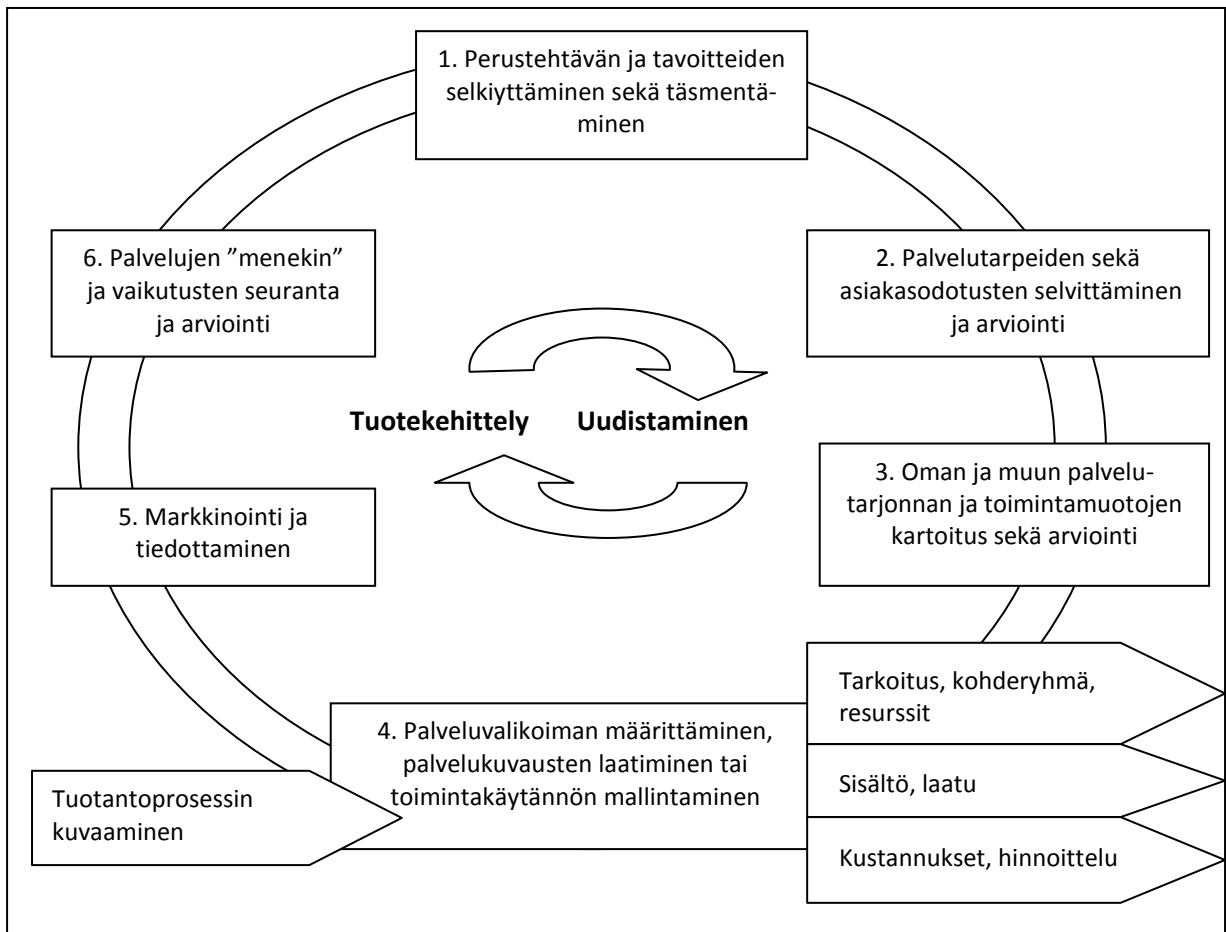 1. Perustehtävän ja tavoitteiden
selkiyttäminen sekä täsmentä-
minen
6. Palvelujen ”menekin”
ja vaikutusten seuranta
ja arviointi
2. Palvelutarpeiden sekä
asiakasodotusten selvittäminen
ja arviointi
Tuotekehittely Uudistaminen
5. Markkinointi ja
tiedottaminen
3. Oman ja muun palvelu-
tarjonnan ja toimintamuotojen
kartoitus sekä arviointi
4. Palveluvalikoiman määrittäminen,
palvelukuvausten laatiminen tai
toimintakäytännön mallintaminen
Tuotantoprosessin
kuvaaminen
Tarkoitus, kohderyhmä,
resurssit
Sisältö, laatu
Kustannukset, hinnoittelu